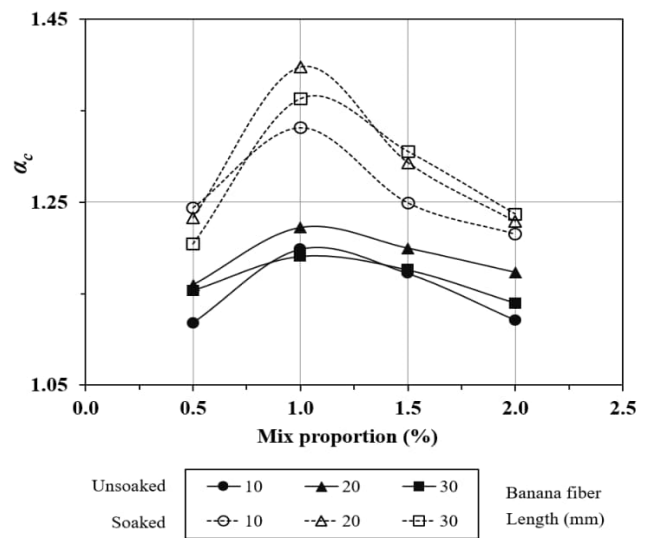 1.45
1.25
1.05
α_c
0.0 0.5 1.0 1.5 2.0 2.5
Mix proportion (%)
Unsoaked 10 20 30 Banana fiber
Soaked 10 20 30 Length (mm)